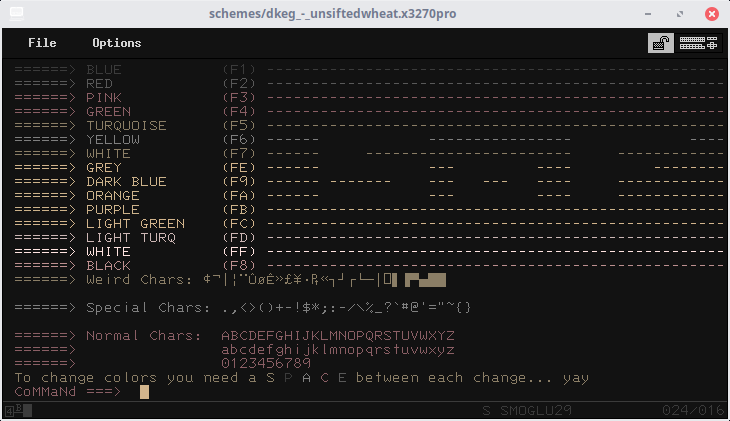 schemes/dkeg_-_unsiftedwheat.x3270pro
File Options
======> BLUE (F1) --------------------------------------------------
======> RED (F2) --------------------------------------------------
======> PINK (F3) --------------------------------------------------
======> GREEN (F4) --------------------------------------------------
======> TURQUOISE (F5) --------------------------------------------------
======> YELLOW (F6) ------ --- ------------ ------
======> WHITE (F7) ------ --- ------------ ------
======> GREY (FE) ------ --- ------ ----
======> DARK BLUE (F9) ------ ------ --- ------ ------------
======> ORANGE (FA) ------ --- ------ ------------
======> PURPLE (FB) --------------------------------------------------
======> LIGHT GREEN (FC) --------------------------------------------------
======> LIGHT TURQ (FD) --------------------------------------------------
======> WHITE (FF) --------------------------------------------------
======> BLACK (F8) --------------------------------------------------
======> Weird Chars: ¢¬|¦¨ÛøÉ»£¥·₧«┐┘┌└─|
======> Special Chars: .,<>()+-!$*;:-/\%_?`#@'="~{}
======> Normal Chars: ABCDEFGHIJKLMNOPQRSTUVWXYZ
======> abcdefghijklmnopqrstuvwxyz
======> 0123456789
To change colors you need a S P A C E between each change... yay
CoMMaNd ===>
4 B S SMOGLU29 024/016